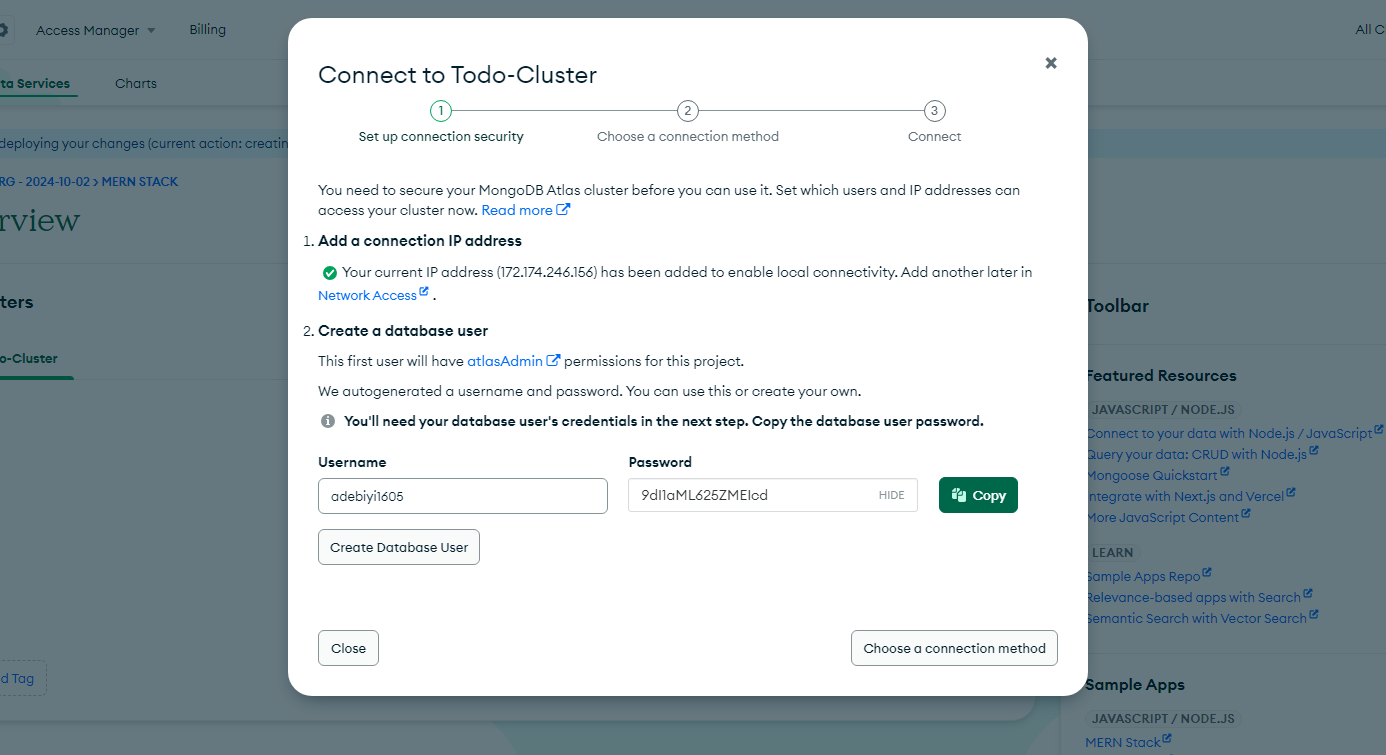 Access Manager
Billing
All C
ta Services
Charts
deploying your changes (current action: creatin
RG - 2024-10-02 > MERN STACK
rview
ters
o-Cluster
d Tag
Connect to Todo-Cluster
1
2
3
Set up connection security
Choose a connection method
Connect
You need to secure your MongoDB Atlas cluster before you can use it. Set which users and IP addresses can
access your cluster now. Read more
1. Add a connection IP address
Your current IP address (172.174.246.156) has been added to enable local connectivity. Add another later in
Network Access .
2. Create a database user
This first user will have atlasAdmin permissions for this project.
We autogenerated a username and password. You can use this or create your own.
You'll need your database user's credentials in the next step. Copy the database user password.
Username
Password
adebiyi1605
9dI1aML625ZMEIcd
HIDE
Copy
Create Database User
Close
Choose a connection method
Toolbar
Featured Resources
JAVASCRIPT / NODE.JS
Connect to your data with Node.js / JavaScript
Query your data: CRUD with Node.js
Mongoose Quickstart
Integrate with Next.js and Vercel
More JavaScript Content
LEARN
Sample Apps Repo
Relevance-based apps with Search
Semantic Search with Vector Search
Sample Apps
JAVASCRIPT / NODE.JS
MERN Stack